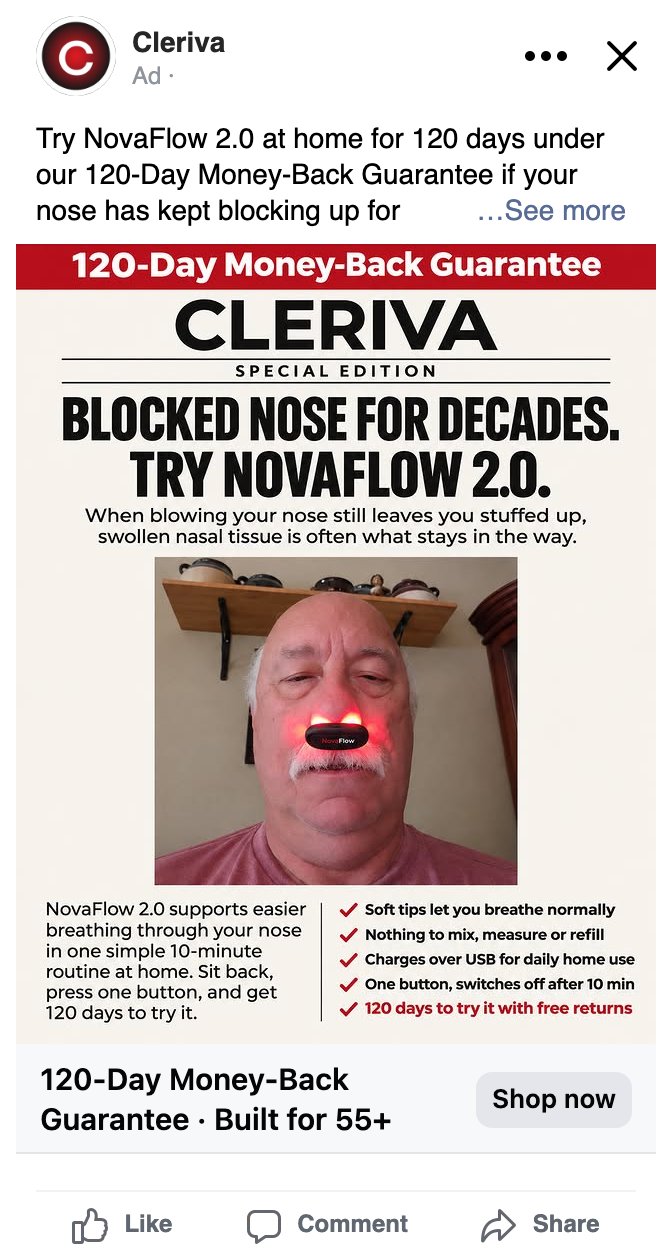 Cleriva
Ad ·
Try NovaFlow 2.0 at home for 120 days under
our 120-Day Money-Back Guarantee if your
nose has kept blocking up for ...See more
120-Day Money-Back Guarantee
CLERIVA
SPECIAL EDITION
BLOCKED NOSE FOR DECADES.
TRY NOVAFLOW 2.0.
When blowing your nose still leaves you stuffed up,
swollen nasal tissue is often what stays in the way.
NovaFlow
NovaFlow 2.0 supports easier
breathing through your nose
in one simple 10-minute
routine at home. Sit back,
press one button, and get
120 days to try it.
Soft tips let you breathe normally
Nothing to mix, measure or refill
Charges over USB for daily home use
One button, switches off after 10 min
120 days to try it with free returns
120-Day Money-Back
Guarantee · Built for 55+
Shop now
Like
Comment
Share